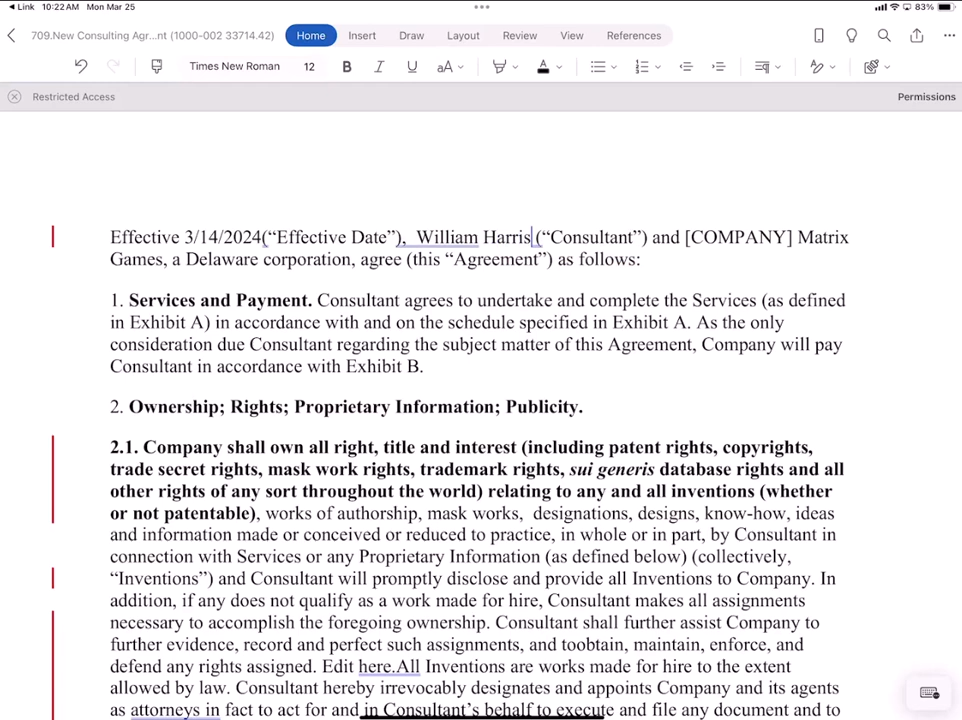 ◀ Link 10:22 AM Mon Mar 25 83%
709.New Consulting Agr...nt (1000-002 33714.42) Home Insert Draw Layout Review View References
Times New Roman 12 B I U aA A
Restricted Access Permissions
Effective 3/14/2024(“Effective Date”),  William Harris (“Consultant”) and [COMPANY] Matrix
Games, a Delaware corporation, agree (this “Agreement”) as follows:
1. Services and Payment. Consultant agrees to undertake and complete the Services (as defined
in Exhibit A) in accordance with and on the schedule specified in Exhibit A. As the only
consideration due Consultant regarding the subject matter of this Agreement, Company will pay
Consultant in accordance with Exhibit B.
2. Ownership; Rights; Proprietary Information; Publicity.
2.1. Company shall own all right, title and interest (including patent rights, copyrights,
trade secret rights, mask work rights, trademark rights, sui generis database rights and all
other rights of any sort throughout the world) relating to any and all inventions (whether
or not patentable), works of authorship, mask works,  designations, designs, know-how, ideas
and information made or conceived or reduced to practice, in whole or in part, by Consultant in
connection with Services or any Proprietary Information (as defined below) (collectively,
“Inventions”) and Consultant will promptly disclose and provide all Inventions to Company. In
addition, if any does not qualify as a work made for hire, Consultant makes all assignments
necessary to accomplish the foregoing ownership. Consultant shall further assist Company to
further evidence, record and perfect such assignments, and toobtain, maintain, enforce, and
defend any rights assigned. Edit here.All Inventions are works made for hire to the extent
allowed by law. Consultant hereby irrevocably designates and appoints Company and its agents
as attorneys in fact to act for and in Consultant’s behalf to execute and file any document and to